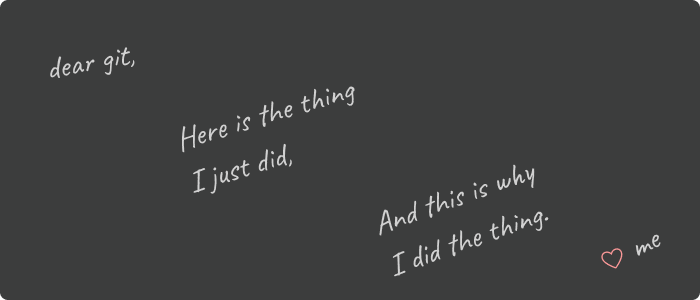 dear git,
Here is the thing
I just did,
And this is why
I did the thing.
♡ me